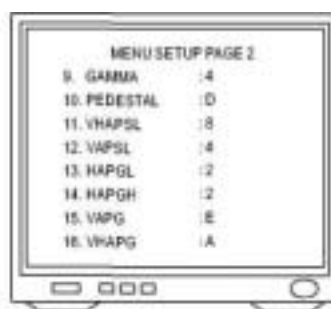 MENU SETUP PAGE 2
9. GAMMA :4
10. PEDESTAL :D
11. VHAPSL :8
12. VAPSL :4
13. HAPGL :2
14. HAPGH :2
15. VAPG :E
16. VHAPG :A